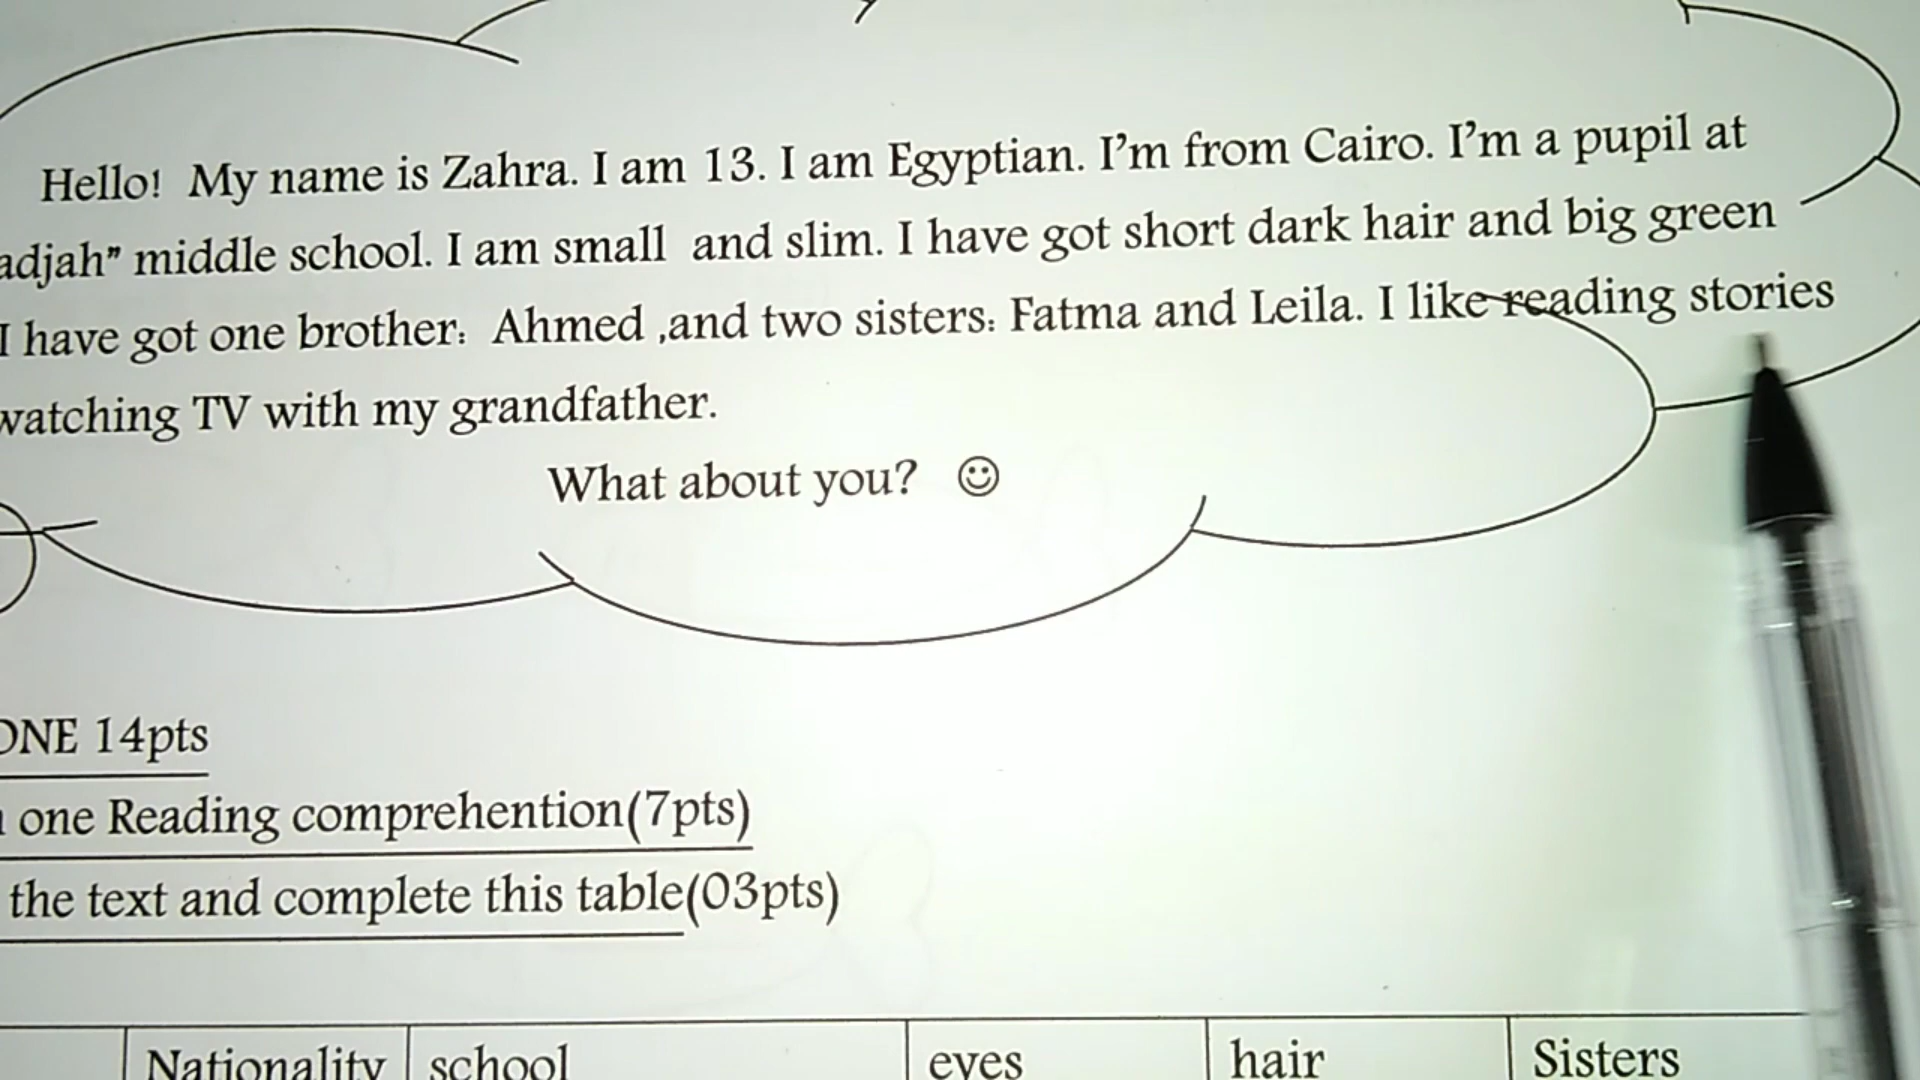 Hello! My name is Zahra. I am 13. I am Egyptian. I'm from Cairo. I'm a pupil at
adjah" middle school. I am small and slim. I have got short dark hair and big green
I have got one brother: Ahmed ,and two sisters: Fatma and Leila. I like reading stories
watching TV with my grandfather.
What about you? ☺
ONE 14pts
one Reading comprehention(7pts)
the text and complete this table(03pts)
Nationality school eyes hair Sisters